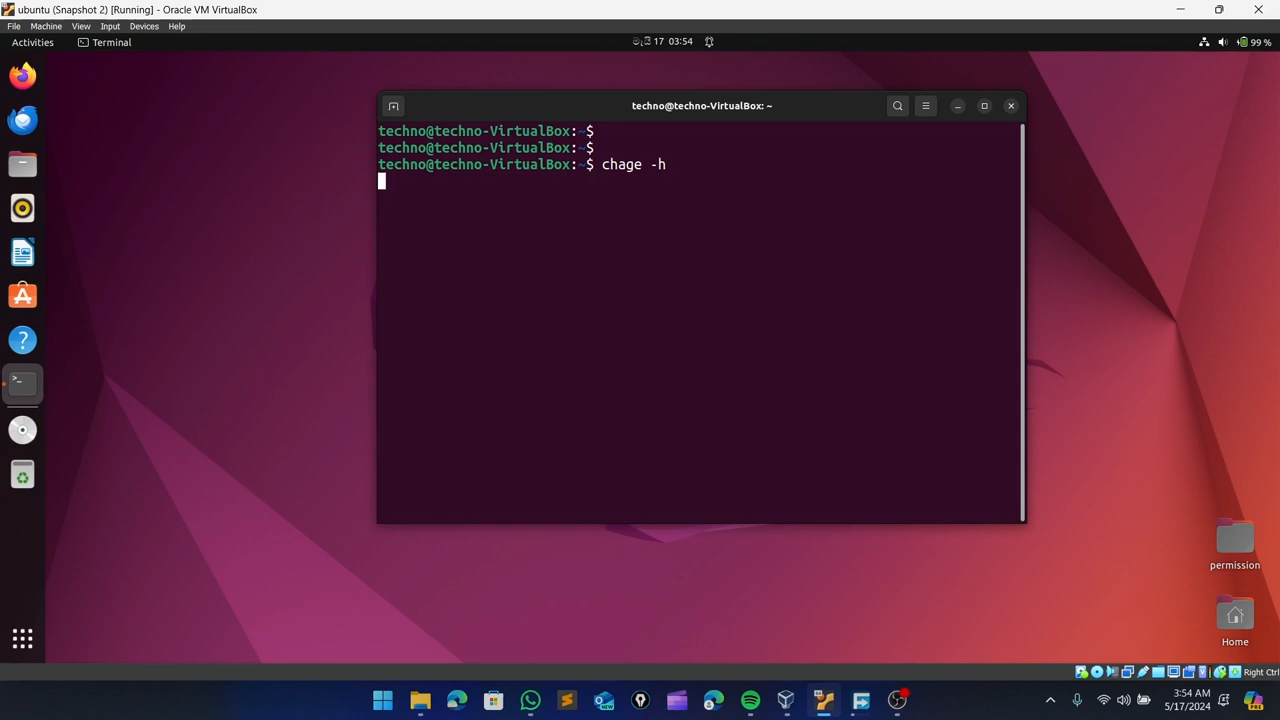 ubuntu (Snapshot 2) [Running] - Oracle VM VirtualBox
File Machine View Input Devices Help
Activities Terminal මැයි 17 03:54 99 %
techno@techno-VirtualBox: ~
techno@techno-VirtualBox:~$
techno@techno-VirtualBox:~$
techno@techno-VirtualBox:~$ chage -h
permission
Home
Right Ctrl
3:54 AM
5/17/2024